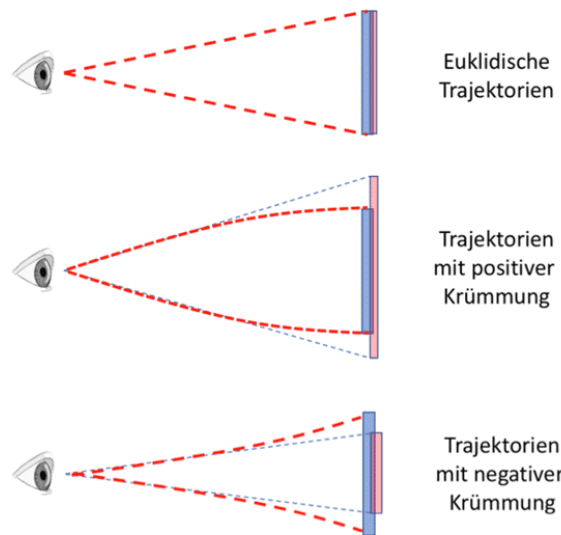 Euklidische
Trajektorien
Trajektorien
mit positiver
Krümmung
Trajektorien
mit negativer
Krümmung